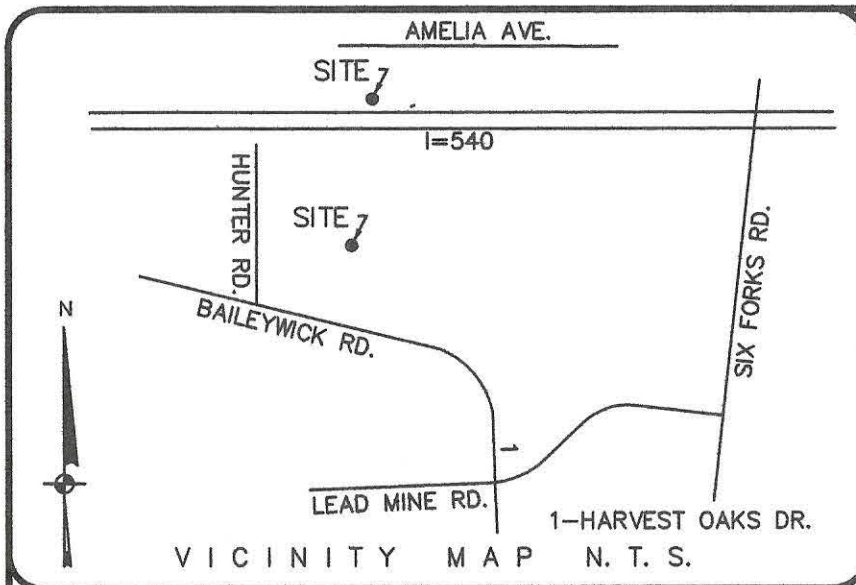 AMELIA AVE.
SITE
I=540
HUNTER RD.
SITE
BAILEYWICK RD.
SIX FORKS RD.
N
1
LEAD MINE RD.
1-HARVEST OAKS DR.
VICINITY MAP N.T.S.